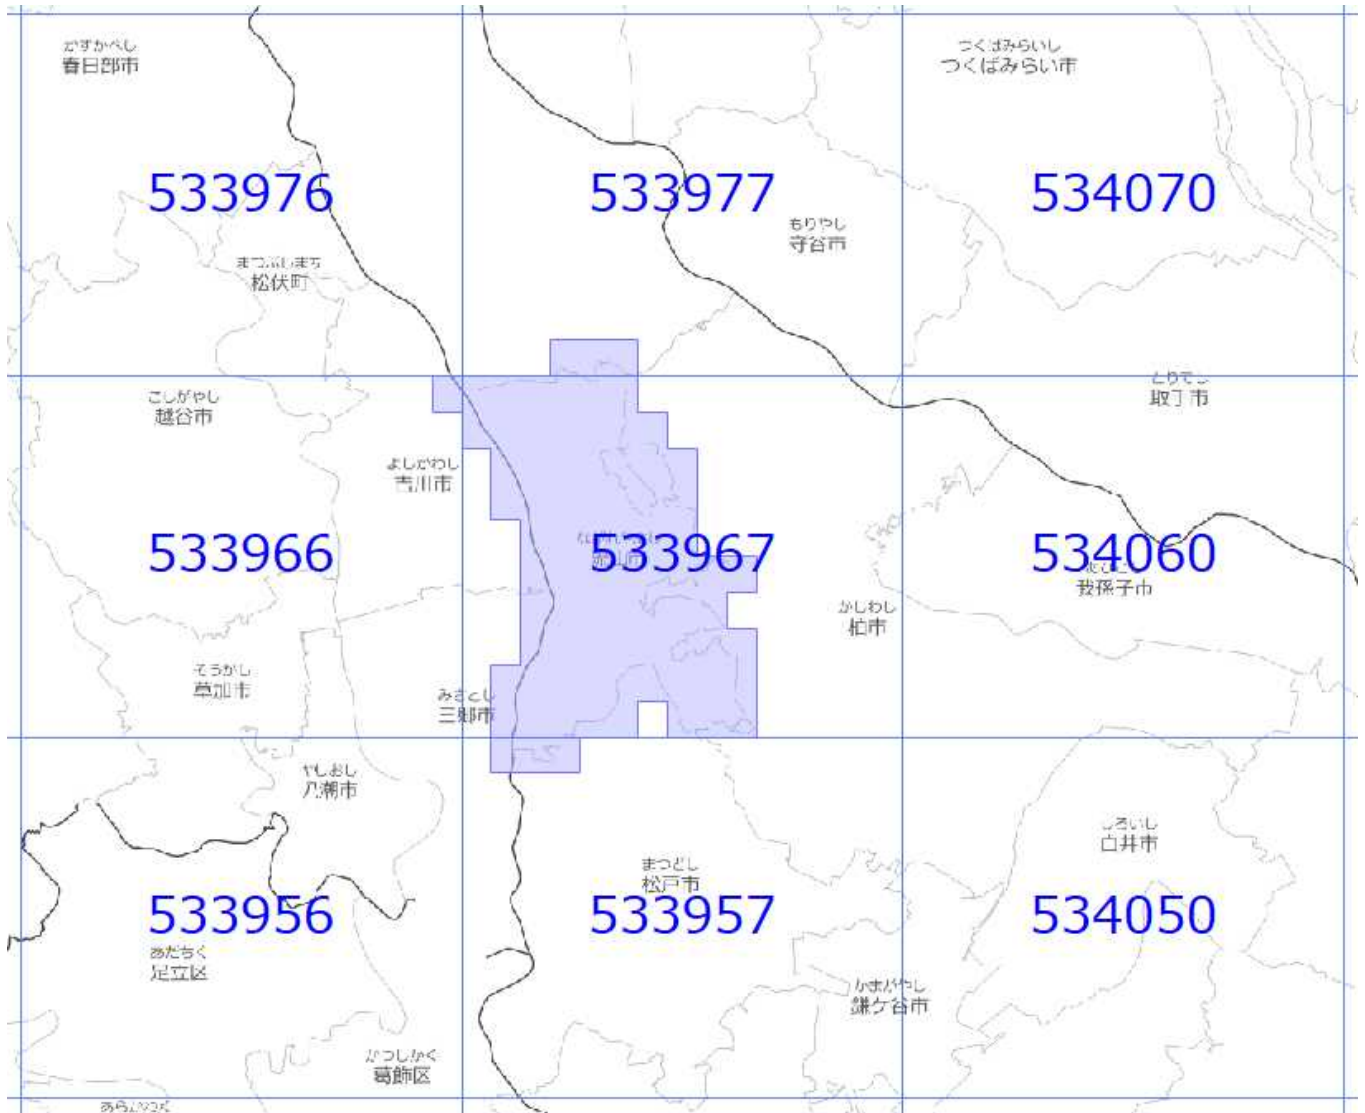 かすかべし
春日部市
つくばみらいし
つくばみらい市
533976
533977
534070
もりやし
守谷市
まつぶしまち
松伏町
こしがやし
越谷市
とりでし
取手市
よしかわし
吉川市
533966
533967
534060
我孫子市
かしわし
柏市
そうかし
草加市
みさとし
三郷市
やしおし
八潮市
しろいし
白井市
まつどし
松戸市
533956
533957
534050
あだちく
足立区
かまがやし
鎌ケ谷市
かつしかく
葛飾区